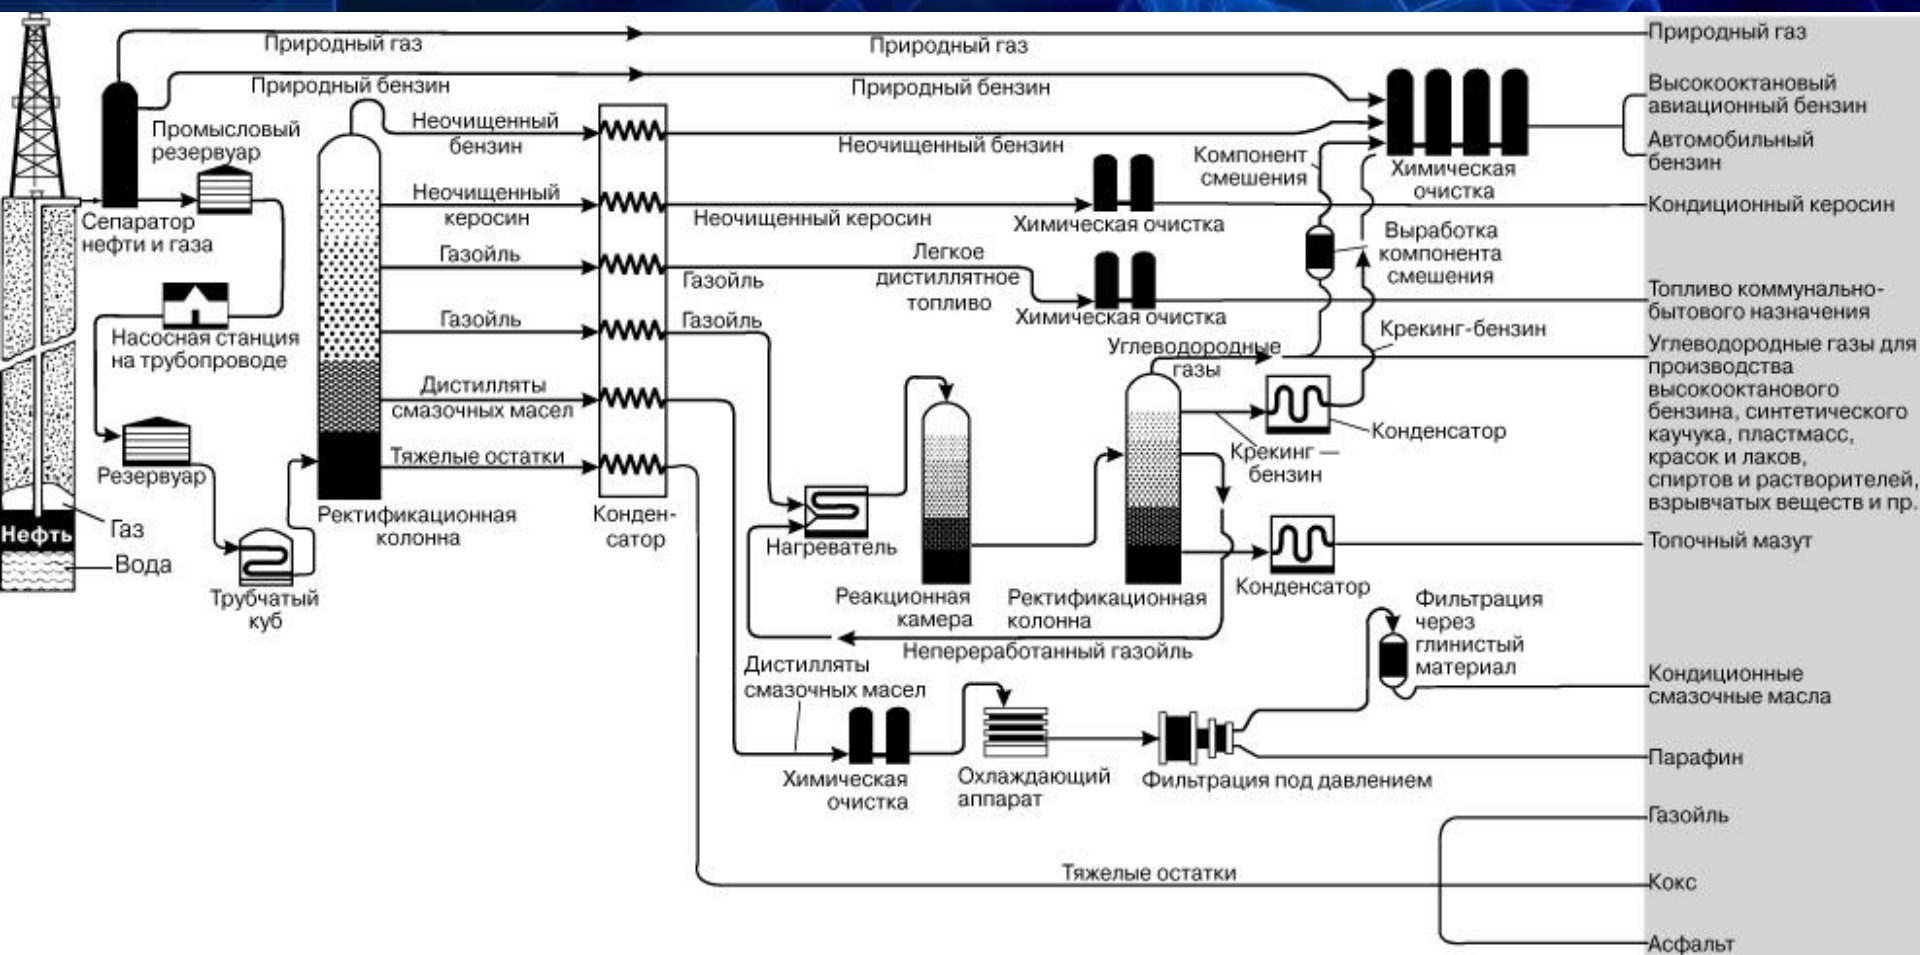 Природный газ
Природный газ
Природный газ
Природный бензин
Природный бензин
Высокооктановый
авиационный бензин
Автомобильный
бензин
Промысловый
резервуар
Неочищенный
бензин
Неочищенный бензин
Компонент
смешения
Химическая
очистка
Сепаратор
нефти и газа
Неочищенный
керосин
Неочищенный керосин
Химическая очистка
Кондиционный керосин
Выработка
компонента
смешения
Газойль
Газойль
Легкое
дистиллятное
топливо
Химическая очистка
Топливо коммунально-
бытового назначения
Насосная станция
на трубопроводе
Газойль
Газойль
Углеводородные
газы
Крекинг-бензин
Углеводородные газы для
производства
высокооктанового
бензина, синтетического
каучука, пластмасс,
красок и лаков,
спиртов и растворителей,
взрывчатых веществ и пр.
Дистилляты
смазочных масел
Конденсатор
Крекинг —
бензин
Резервуар
Тяжелые остатки
Ректификационная
колонна
Конден-
сатор
Газ
Нефть
Вода
Трубчатый
куб
Нагреватель
Реакционная
камера
Ректификационная
колонна
Конденсатор
Топочный мазут
Непереработанный газойль
Фильтрация
через
глинистый
материал
Дистилляты
смазочных масел
Кондиционные
смазочные масла
Химическая
очистка
Охлаждающий
аппарат
Фильтрация под давлением
Парафин
Газойль
Тяжелые остатки
Кокс
Асфальт